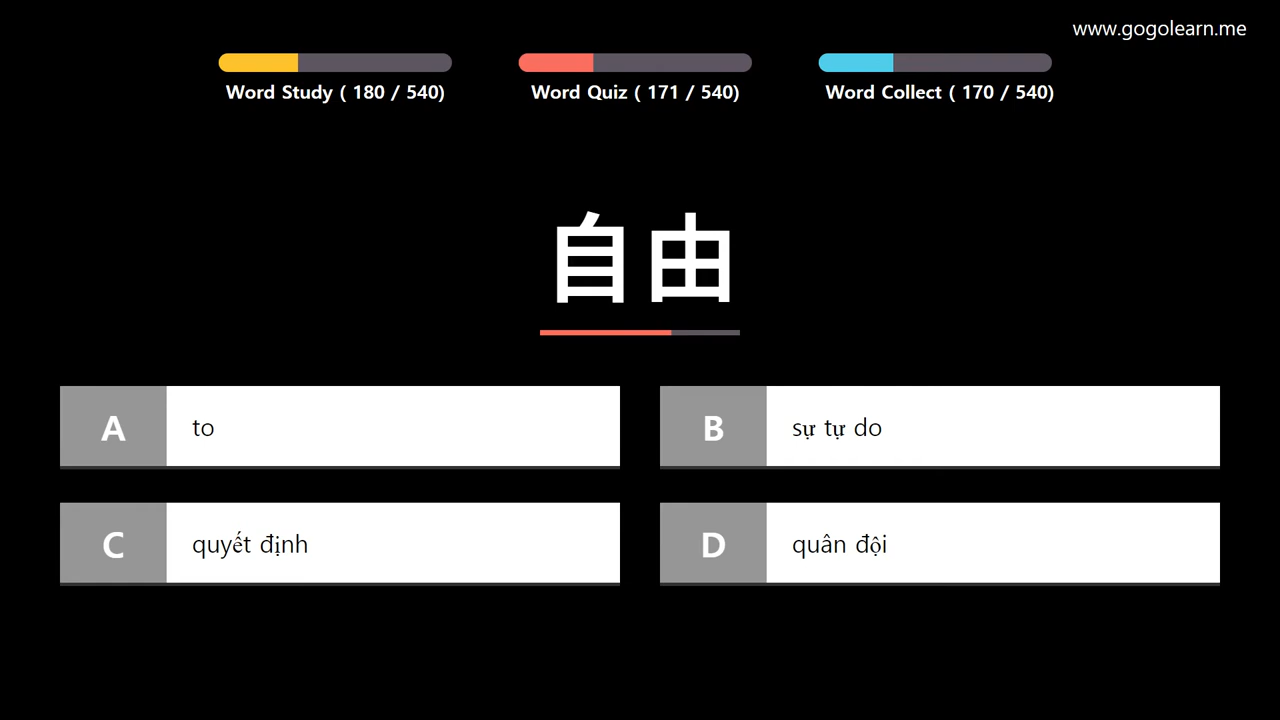 www.gogolearn.me
Word Study ( 180 / 540)
Word Quiz ( 171 / 540)
Word Collect ( 170 / 540)
自由
A to
B sự tự do
C quyết định
D quân đội